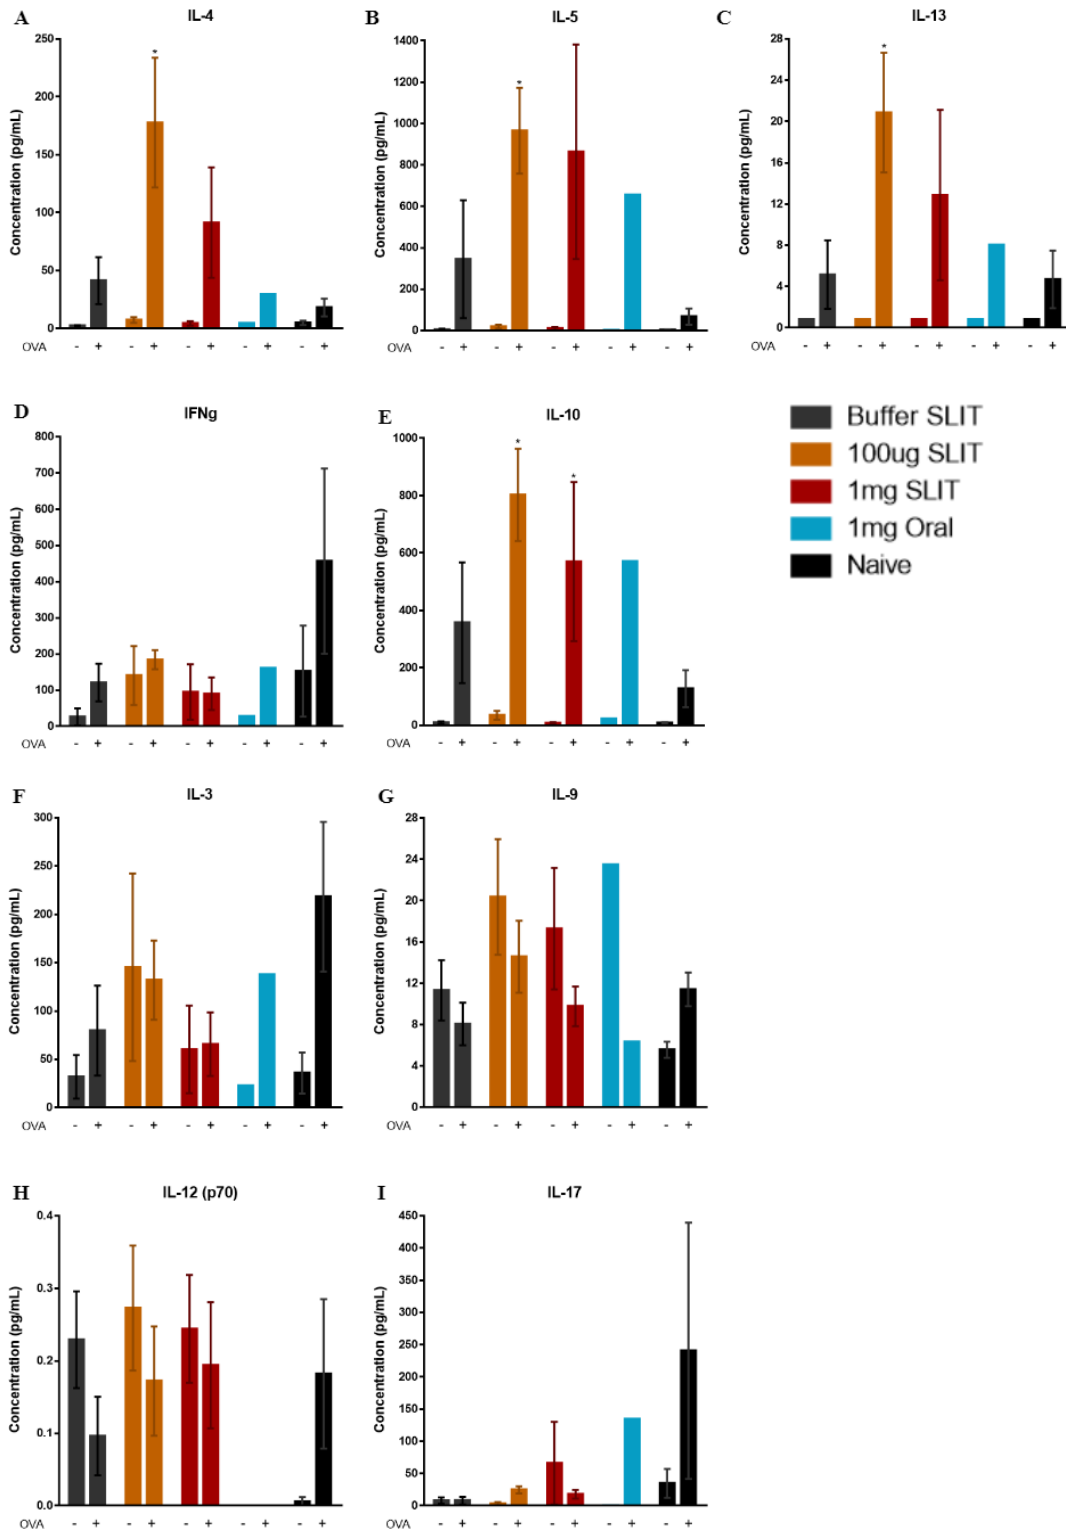 A IL-4
Concentration (pg/mL)
250
200
150
100
50
0
*
OVA - + - + - + - + - +
B IL-5
Concentration (pg/mL)
1400
1200
1000
800
600
400
200
0
*
- + - + - + - + - +
C IL-13
Concentration (pg/mL)
28
24
20
16
12
8
4
0
*
OVA - + - + - + - + - +
D IFNg
Concentration (pg/mL)
800
700
600
500
400
300
200
100
0
OVA - + - + - + - + - +
E IL-10
Concentration (pg/mL)
1000
800
600
400
200
0
* *
OVA - + - + - + - + - +
Buffer SLIT
100ug SLIT
1mg SLIT
1mg Oral
Naive
F IL-3
Concentration (pg/mL)
300
250
200
150
100
50
0
OVA - + - + - + - + - +
G IL-9
Concentration (pg/mL)
28
24
20
16
12
8
4
0
OVA - + - + - + - + - +
H IL-12 (p70)
Concentration (pg/mL)
0.4
0.3
0.2
0.1
0.0
OVA - + - + - + - + - +
I IL-17
Concentration (pg/mL)
450
400
350
300
250
200
150
100
50
0
OVA - + - + - + - + - +